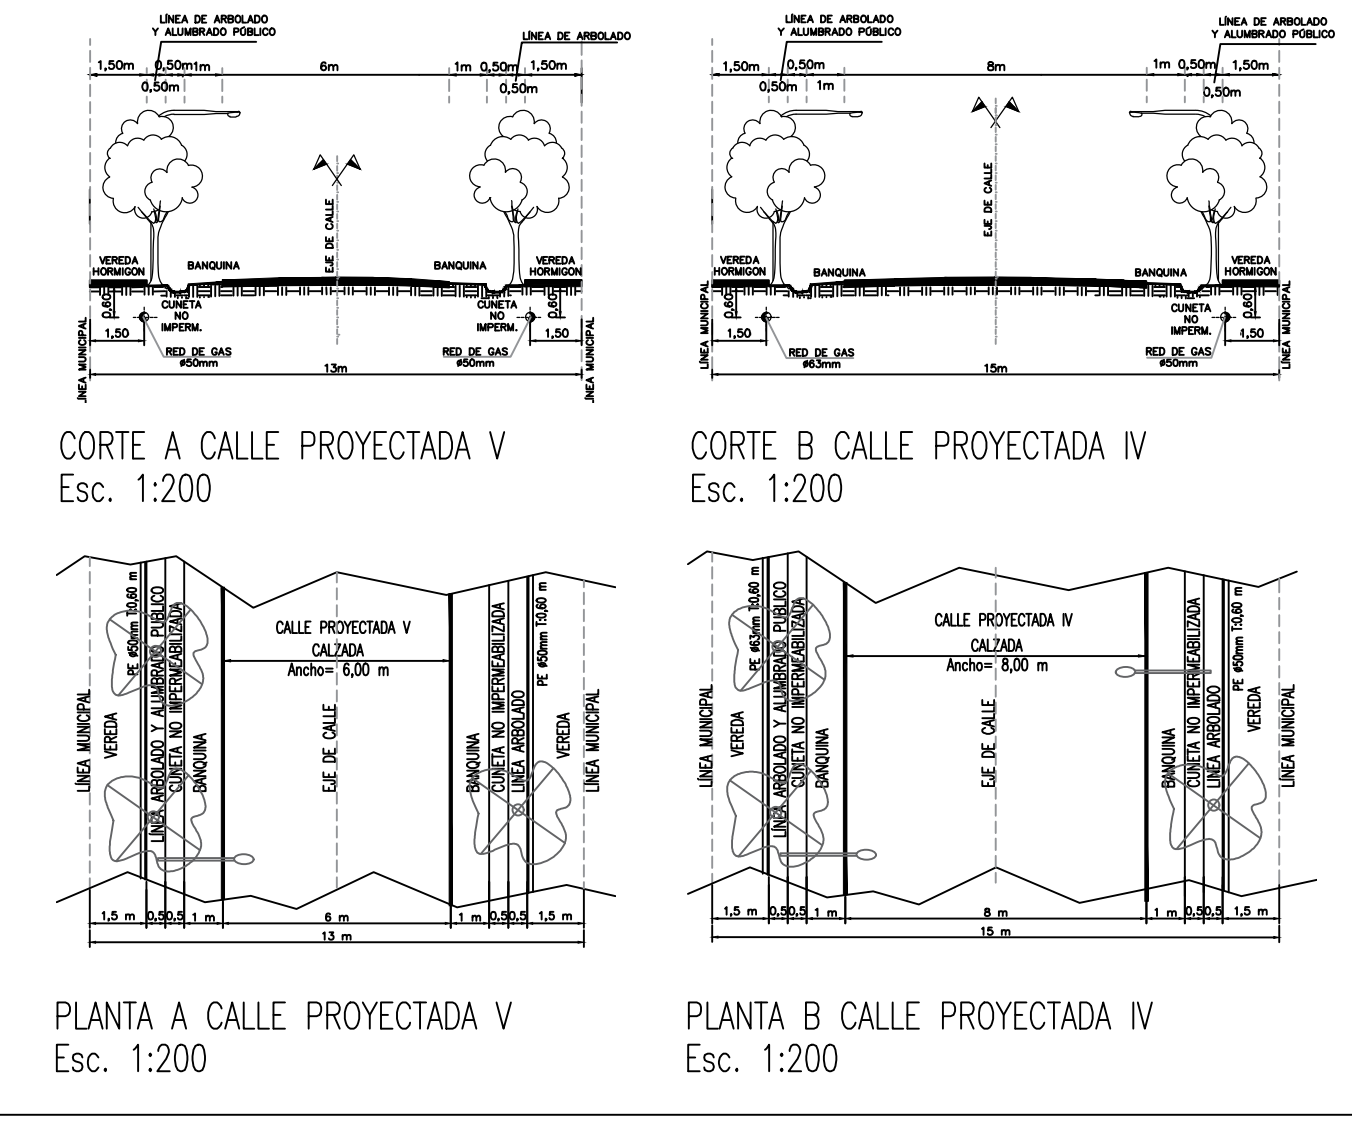 LÍNEA DE ARBOLADO
Y ALUMBRADO PÚBLICO
LÍNEA DE ARBOLADO
1,50m
0,50m
1m
6m
1m
0,50m
1,50m
0,50m
0,50m
EJE DE CALLE
VEREDA
HORMIGON
BANQUINA
BANQUINA
VEREDA
HORMIGON
0,60
CUNETA
NO
IMPERM.
CUNETA
NO
IMPERM.
0,60
1,50
1,50
RED DE GAS
ø50mm
RED DE GAS
ø50mm
13m
ÍNEA MUNICIPAL
ÍNEA MUNICIPAL
CORTE A CALLE PROYECTADA V
Esc. 1:200
LÍNEA DE ARBOLADO
Y ALUMBRADO PÚBLICO
LÍNEA DE ARBOLADO
Y ALUMBRADO PÚBLICO
1,50m
0,50m
8m
1m
0,50m
1,50m
0,50m
1m
0,50m
EJE DE CALLE
VEREDA
HORMIGON
BANQUINA
BANQUINA
VEREDA
HORMIGON
0,60
CUNETA
NO
IMPERM.
0,60
1,50
1,50
RED DE GAS
ø63mm
RED DE GAS
ø50mm
15m
LÍNEA MUNICIPAL
LÍNEA MUNICIPAL
CORTE B CALLE PROYECTADA IV
Esc. 1:200
LÍNEA MUNICIPAL
VEREDA
PE ø50mm T:0,60 m
LÍNEA ARBOLADO Y ALUMBRADO PUBLICO
CUNETA NO IMPERMEABILIZADA
BANQUINA
CALLE PROYECTADA V
CALZADA
Ancho= 6,00 m
EJE DE CALLE
BANQUINA
CUNETA NO IMPERMEABILIZADA
LÍNEA ARBOLADO
PE ø50mm T:0,60 m
VEREDA
LÍNEA MUNICIPAL
1,5 m
0,5
0,5
1 m
6 m
1 m
0,5
0,5
1,5 m
13 m
PLANTA A CALLE PROYECTADA V
Esc. 1:200
LÍNEA MUNICIPAL
VEREDA
PE ø63mm T:0,60 m
LÍNEA ARBOLADO Y ALUMBRADO PUBLICO
CUNETA NO IMPERMEABILIZADA
BANQUINA
CALLE PROYECTADA IV
CALZADA
Ancho= 8,00 m
EJE DE CALLE
BANQUINA
CUNETA NO IMPERMEABILIZADA
LÍNEA ARBOLADO
PE ø50mm T:0,60 m
VEREDA
LÍNEA MUNICIPAL
1,5 m
0,5
0,5
1 m
8 m
1 m
0,5
0,5
1,5 m
15 m
PLANTA B CALLE PROYECTADA IV
Esc. 1:200